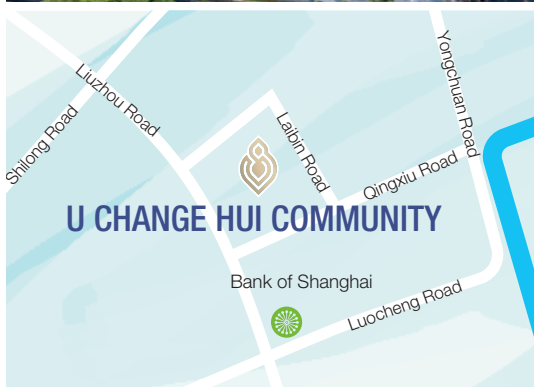 Yongchuan Road
Liuzhou Road
Shilong Road
Laibin Road
Qingxiu Road
U CHANGE HUI COMMUNITY
Bank of Shanghai
Luocheng Road